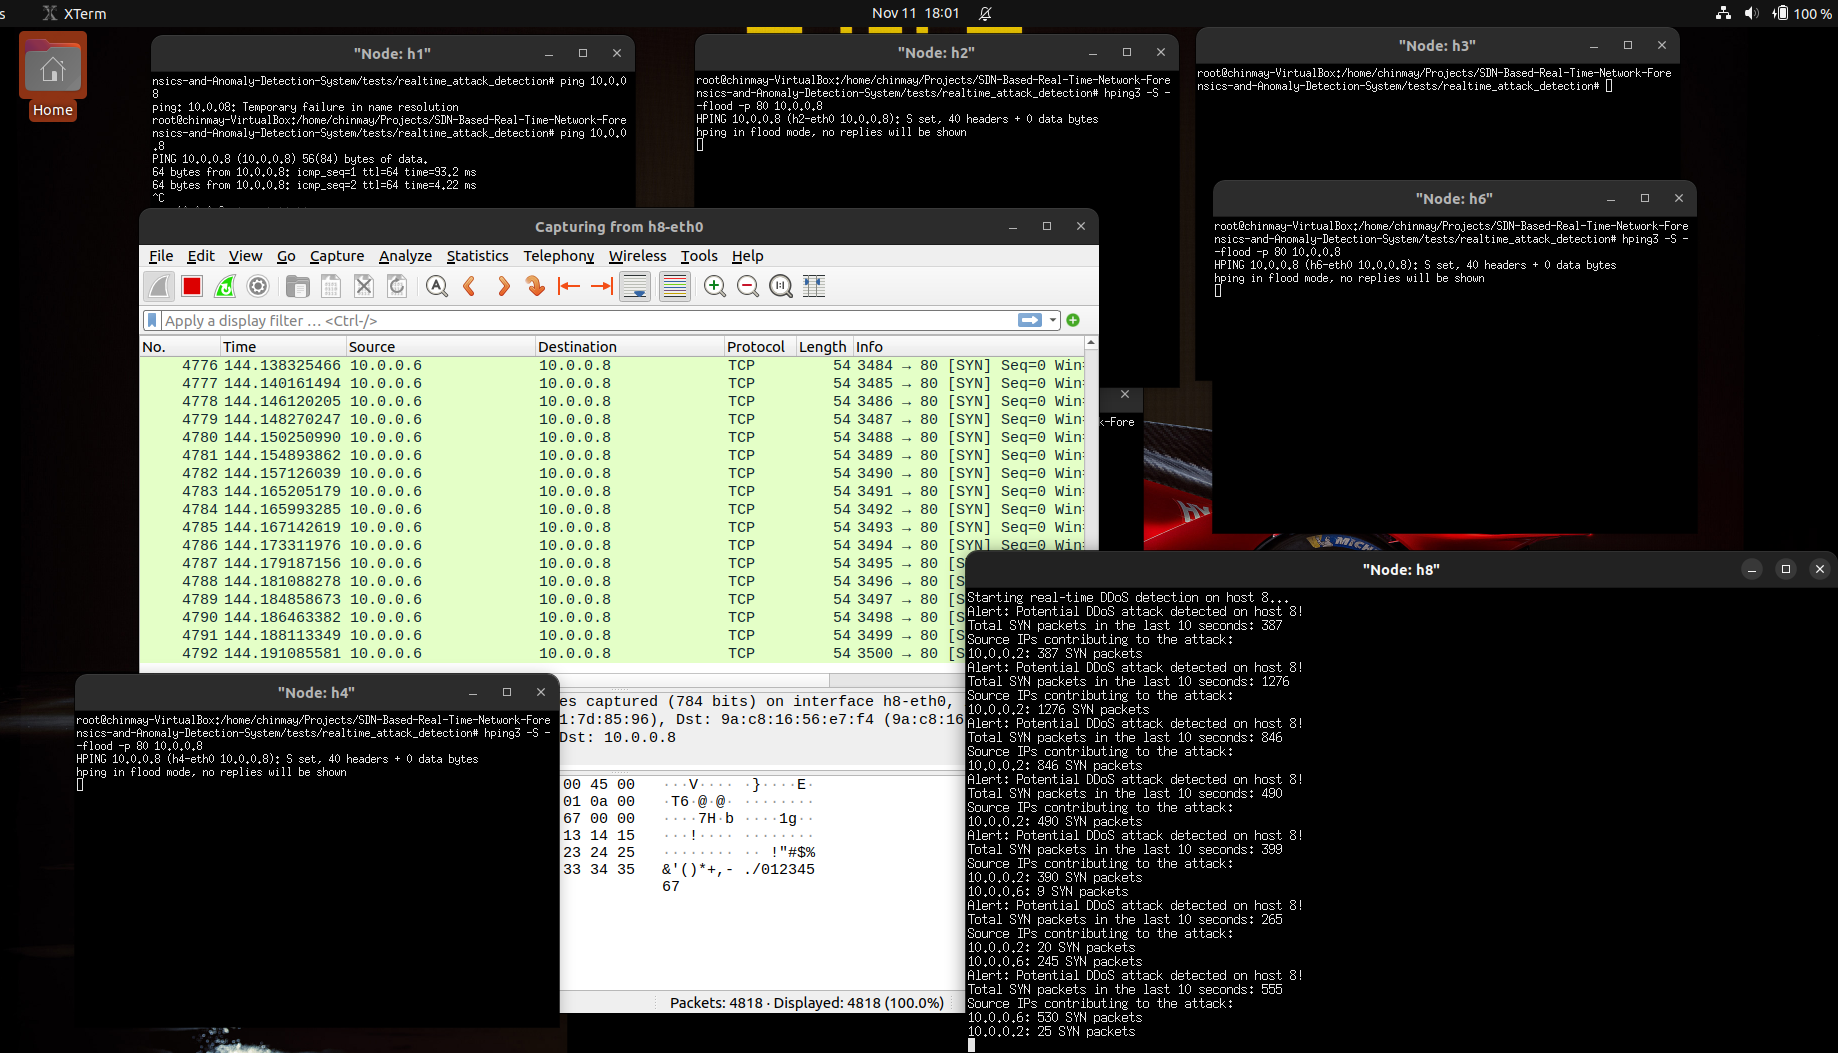 s
XTerm
Nov 11 18:01
100 %
Home
"Node: h1"
nsics-and-Anomaly-Detection-System/tests/realtime_attack_detection# ping 10.0.0
8
ping: 10.0.08: Temporary failure in name resolution
root@chinmay-VirtualBox:/home/chinmay/Projects/SDN-Based-Real-Time-Network-Fore
nsics-and-Anomaly-Detection-System/tests/realtime_attack_detection# ping 10.0.0
.8
PING 10.0.0.8 (10.0.0.8) 56(84) bytes of data.
64 bytes from 10.0.0.8: icmp_seq=1 ttl=64 time=93.2 ms
64 bytes from 10.0.0.8: icmp_seq=2 ttl=64 time=4.22 ms
^C
"Node: h2"
root@chinmay-VirtualBox:/home/chinmay/Projects/SDN-Based-Real-Time-Network-Fore
nsics-and-Anomaly-Detection-System/tests/realtime_attack_detection# hping3 -S -
-flood -p 80 10.0.0.8
HPING 10.0.0.8 (h2-eth0 10.0.0.8): S set, 40 headers + 0 data bytes
hping in flood mode, no replies will be shown
"Node: h3"
root@chinmay-VirtualBox:/home/chinmay/Projects/SDN-Based-Real-Time-Network-Fore
nsics-and-Anomaly-Detection-System/tests/realtime_attack_detection#
"Node: h6"
root@chinmay-VirtualBox:/home/chinmay/Projects/SDN-Based-Real-Time-Network-Fore
nsics-and-Anomaly-Detection-System/tests/realtime_attack_detection# hping3 -S -
-flood -p 80 10.0.0.8
HPING 10.0.0.8 (h6-eth0 10.0.0.8): S set, 40 headers + 0 data bytes
hping in flood mode, no replies will be shown
k-Fore
Capturing from h8-eth0
File Edit View Go Capture Analyze Statistics Telephony Wireless Tools Help
Apply a display filter … <Ctrl-/>
No. Time Source Destination Protocol Length Info
4776 144.138325466 10.0.0.6 10.0.0.8 TCP 54 3484 → 80 [SYN] Seq=0 Win=
4777 144.140161494 10.0.0.6 10.0.0.8 TCP 54 3485 → 80 [SYN] Seq=0 Win=
4778 144.146120205 10.0.0.6 10.0.0.8 TCP 54 3486 → 80 [SYN] Seq=0 Win=
4779 144.148270247 10.0.0.6 10.0.0.8 TCP 54 3487 → 80 [SYN] Seq=0 Win=
4780 144.150250990 10.0.0.6 10.0.0.8 TCP 54 3488 → 80 [SYN] Seq=0 Win=
4781 144.154893862 10.0.0.6 10.0.0.8 TCP 54 3489 → 80 [SYN] Seq=0 Win=
4782 144.157126039 10.0.0.6 10.0.0.8 TCP 54 3490 → 80 [SYN] Seq=0 Win=
4783 144.165205179 10.0.0.6 10.0.0.8 TCP 54 3491 → 80 [SYN] Seq=0 Win=
4784 144.165993285 10.0.0.6 10.0.0.8 TCP 54 3492 → 80 [SYN] Seq=0 Win=
4785 144.167142619 10.0.0.6 10.0.0.8 TCP 54 3493 → 80 [SYN] Seq=0 Win=
4786 144.173311976 10.0.0.6 10.0.0.8 TCP 54 3494 → 80 [SYN] Seq=0 Win=
4787 144.179187156 10.0.0.6 10.0.0.8 TCP 54 3495 → 80 [S
4788 144.181088278 10.0.0.6 10.0.0.8 TCP 54 3496 → 80 [S
4789 144.184858673 10.0.0.6 10.0.0.8 TCP 54 3497 → 80 [S
4790 144.186463382 10.0.0.6 10.0.0.8 TCP 54 3498 → 80 [S
4791 144.188113349 10.0.0.6 10.0.0.8 TCP 54 3499 → 80 [S
4792 144.191085581 10.0.0.6 10.0.0.8 TCP 54 3500 → 80 [S
es captured (784 bits) on interface h8-eth0,
1:7d:85:96), Dst: 9a:c8:16:56:e7:f4 (9a:c8:16
Dst: 10.0.0.8
00 45 00 ···V···· ·}····E·
01 0a 00 ·T6·@·@· ········
67 00 00 ····7H·b ····1g··
13 14 15 ···!···· ········
23 24 25 ········ ·· !"#$%
33 34 35 &'()*+,- ./012345
67
Packets: 4818 · Displayed: 4818 (100.0%)
"Node: h4"
root@chinmay-VirtualBox:/home/chinmay/Projects/SDN-Based-Real-Time-Network-Fore
nsics-and-Anomaly-Detection-System/tests/realtime_attack_detection# hping3 -S -
-flood -p 80 10.0.0.8
HPING 10.0.0.8 (h4-eth0 10.0.0.8): S set, 40 headers + 0 data bytes
hping in flood mode, no replies will be shown
"Node: h8"
Starting real-time DDoS detection on host 8...
Alert: Potential DDoS attack detected on host 8!
Total SYN packets in the last 10 seconds: 387
Source IPs contributing to the attack:
10.0.0.2: 387 SYN packets
Alert: Potential DDoS attack detected on host 8!
Total SYN packets in the last 10 seconds: 1276
Source IPs contributing to the attack:
10.0.0.2: 1276 SYN packets
Alert: Potential DDoS attack detected on host 8!
Total SYN packets in the last 10 seconds: 846
Source IPs contributing to the attack:
10.0.0.2: 846 SYN packets
Alert: Potential DDoS attack detected on host 8!
Total SYN packets in the last 10 seconds: 490
Source IPs contributing to the attack:
10.0.0.2: 490 SYN packets
Alert: Potential DDoS attack detected on host 8!
Total SYN packets in the last 10 seconds: 399
Source IPs contributing to the attack:
10.0.0.2: 390 SYN packets
10.0.0.6: 9 SYN packets
Alert: Potential DDoS attack detected on host 8!
Total SYN packets in the last 10 seconds: 265
Source IPs contributing to the attack:
10.0.0.2: 20 SYN packets
10.0.0.6: 245 SYN packets
Alert: Potential DDoS attack detected on host 8!
Total SYN packets in the last 10 seconds: 555
Source IPs contributing to the attack:
10.0.0.6: 530 SYN packets
10.0.0.2: 25 SYN packets